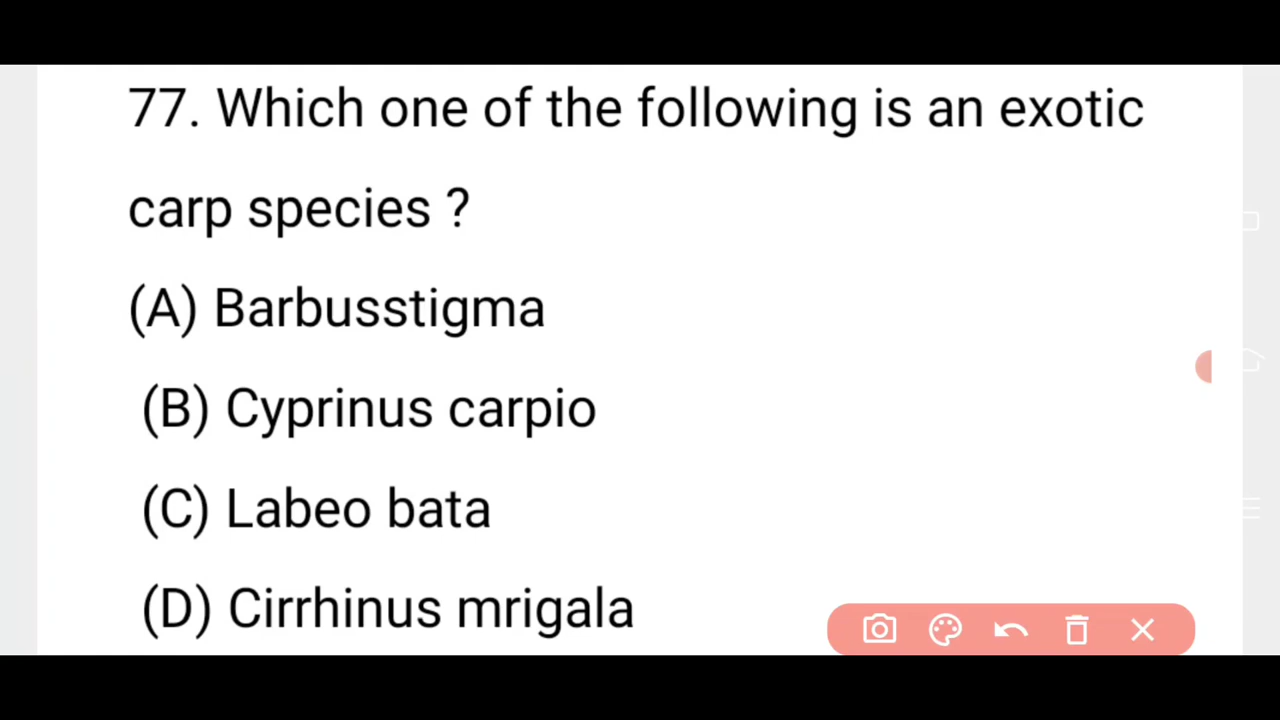 77. Which one of the following is an exotic
carp species ?
(A) Barbusstigma
(B) Cyprinus carpio
(C) Labeo bata
(D) Cirrhinus mrigala